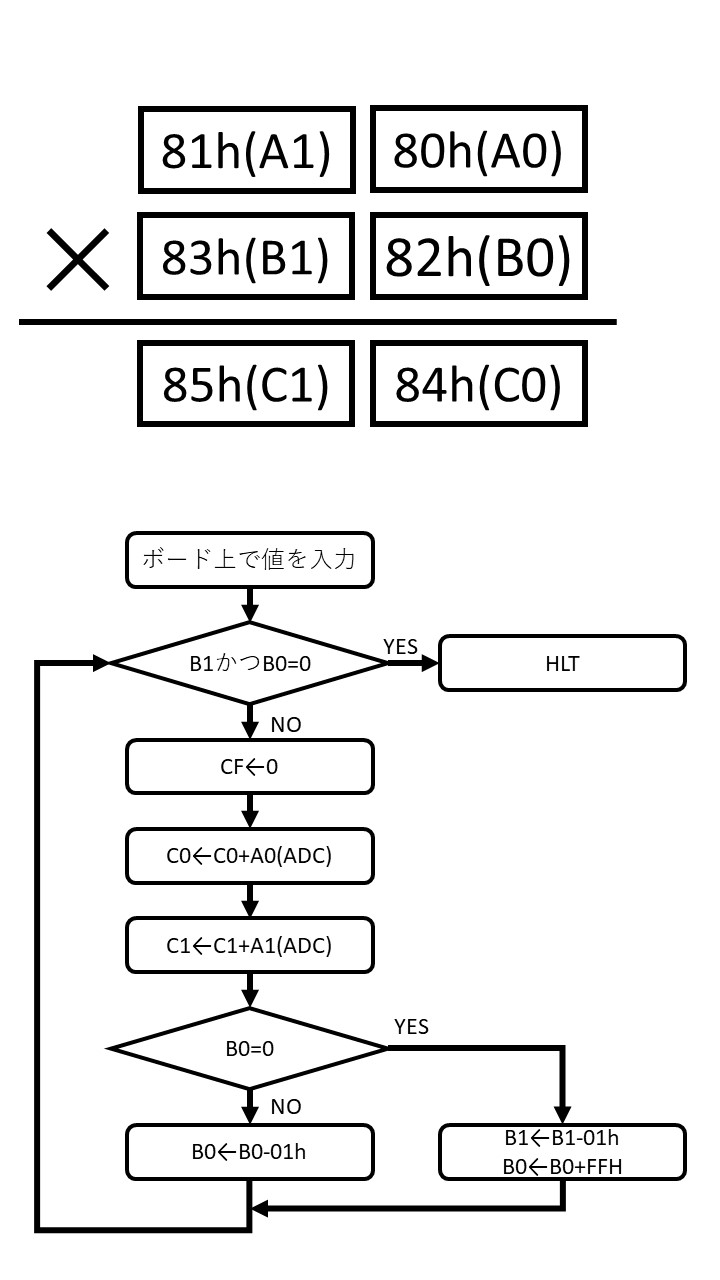 81h(A1) 80h(A0)
× 83h(B1) 82h(B0)
85h(C1) 84h(C0)
ボード上で値を入力
B1かつB0=0
YES
HLT
NO
CF←0
C0←C0+A0(ADC)
C1←C1+A1(ADC)
B0=0
YES
NO
B0←B0-01h
B1←B1-01h
B0←B0+FFH